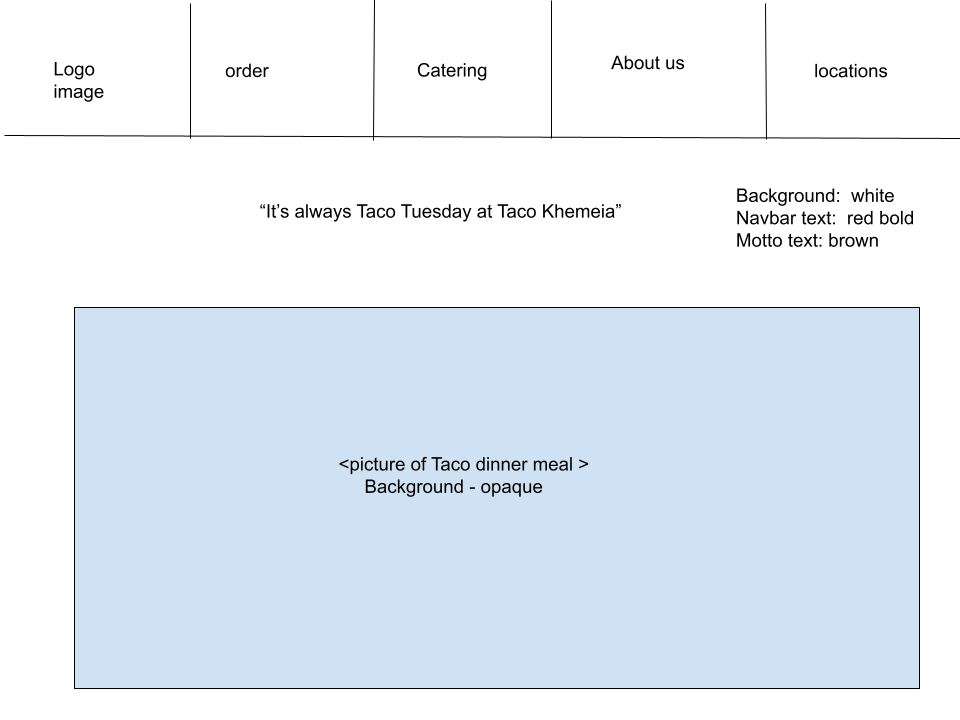 Logo
image
order
Catering
About us
locations
“It’s always Taco Tuesday at Taco Khemeia”
Background:  white
Navbar text:  red bold
Motto text: brown
<picture of Taco dinner meal >
Background - opaque